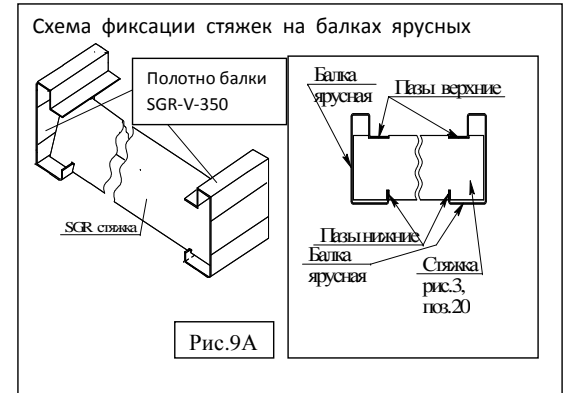 Схема фиксации стяжек на балках ярусных
Полотно балки
SGR-V-350
SGR стяжка
Рис.9А
Балка
ярусная
Пазы верхние
Пазы нижние
Балка
ярусная
Стяжка
рис.3,
поз.20